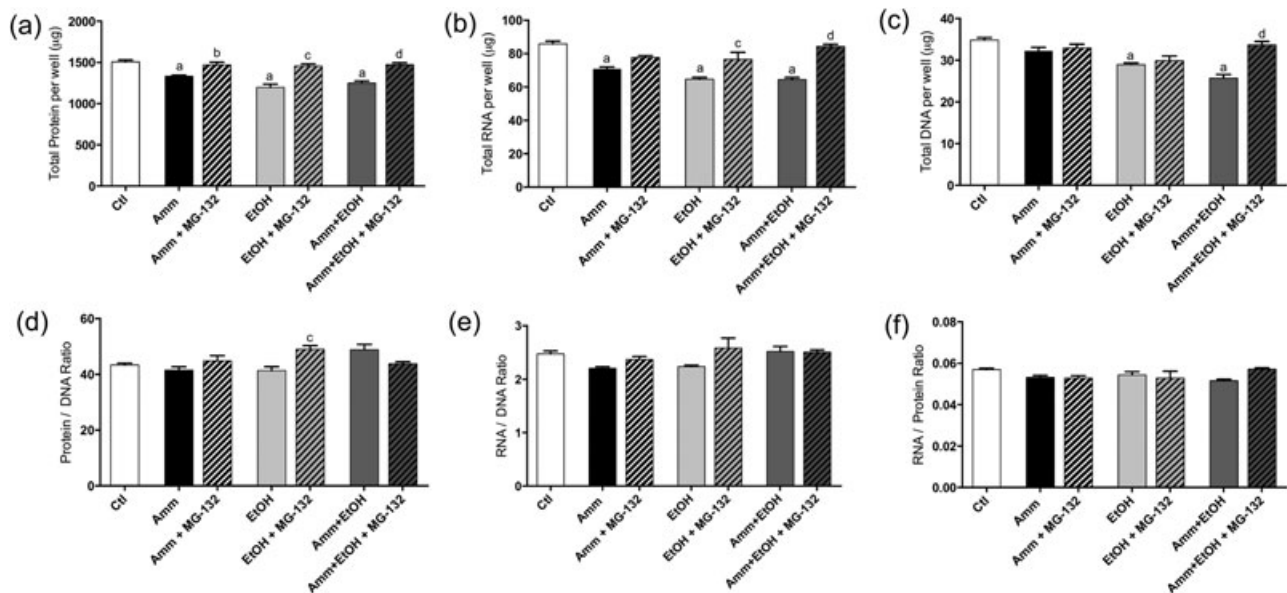 (a)
Total Protein per well (µg)
2000
1500
1000
500
0
a
b
a
c
a
d
Ctl
Amm
Amm + MG-132
EtOH
EtOH + MG-132
Amm+EtOH
Amm+EtOH + MG-132
(b)
Total RNA per well (µg)
100
80
60
40
20
0
a
a
c
a
d
Ctl
Amm
Amm + MG-132
EtOH
EtOH + MG-132
Amm+EtOH
Amm+EtOH + MG-132
(c)
Total DNA per well (µg)
40
30
20
10
0
a
a
d
Ctl
Amm
Amm + MG-132
EtOH
EtOH + MG-132
Amm+EtOH
Amm+EtOH + MG-132
(d)
Protein / DNA Ratio
60
40
20
0
c
Ctl
Amm
Amm + MG-132
EtOH
EtOH + MG-132
Amm+EtOH
Amm+EtOH + MG-132
(e)
RNA / DNA Ratio
3
2
1
0
Ctl
Amm
Amm + MG-132
EtOH
EtOH + MG-132
Amm+EtOH
Amm+EtOH + MG-132
(f)
RNA / Protein Ratio
0.08
0.06
0.04
0.02
0.00
Ctl
Amm
Amm + MG-132
EtOH
EtOH + MG-132
Amm+EtOH
Amm+EtOH + MG-132